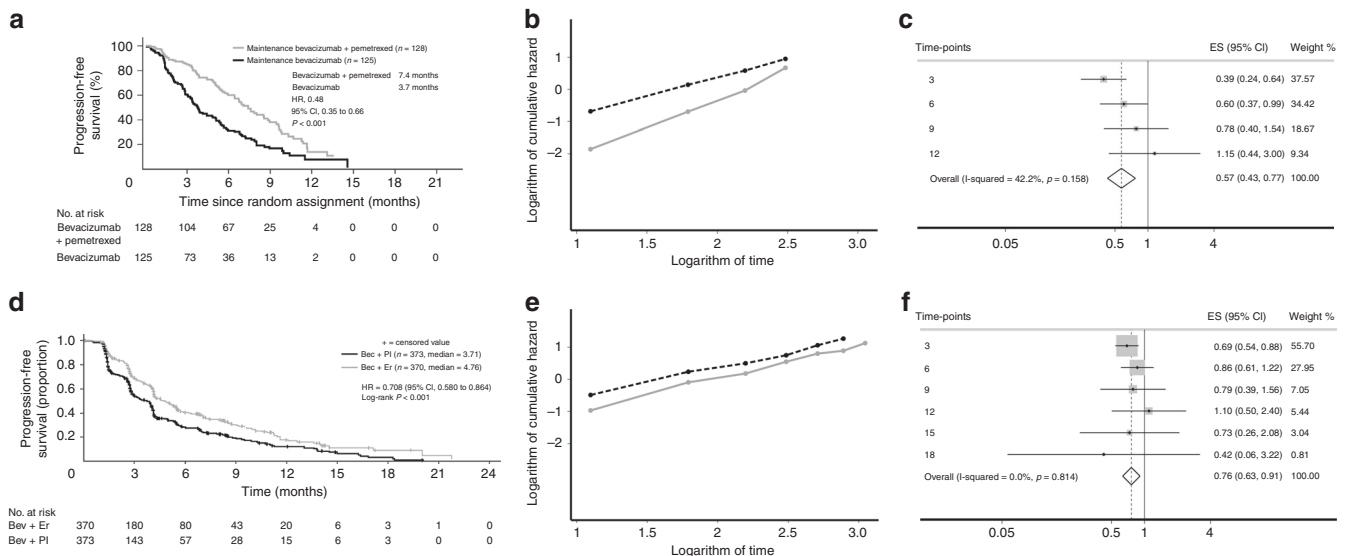 a
100
80
60
40
20
0
3 6 9 12 15 18 21
Progression-free
survival (%)
Maintenance bevacizumab + pemetrexed (n = 128)
Maintenance bevacizumab (n = 125)
Bevacizumab + pemetrexed 7.4 months
Bevacizumab 3.7 months
HR, 0.48
95% CI, 0.35 to 0.66
P < 0.001
Time since random assignment (months)
No. at risk
Bevacizumab 128 104 67 25 4 0 0 0
+ pemetrexed
Bevacizumab 125 73 36 13 2 0 0 0
b
Logarithm of cumulative hazard
1
0
−1
−2
1 1.5 2 2.5 3.0
Logarithm of time
c
Time-points ES (95% CI) Weight %
3 0.39 (0.24, 0.64) 37.57
6 0.60 (0.37, 0.99) 34.42
9 0.78 (0.40, 1.54) 18.67
12 1.15 (0.44, 3.00) 9.34
Overall (I-squared = 42.2%, p = 0.158) 0.57 (0.43, 0.77) 100.00
0.05 0.5 1 4
d
Progression-free
survival (proportion)
1.0
0.8
0.6
0.4
0.2
0 3 6 9 12 15 18 21 24
+ = censored value
Bec + Pl (n = 373, median = 3.71)
Bec + Er (n = 370, median = 4.76)
HR = 0.708 (95% CI, 0.580 to 0.864)
Log-rank P < 0.001
Time (months)
No. at risk
Bev + Er 370 180 80 43 20 6 3 1 0
Bev + Pl 373 143 57 28 15 6 3 0 0
e
Logarithm of cumulative hazard
1
0
−1
−2
1 1.5 2 2.5 3.0
Logarithm of time
f
Time-points ES (95% CI) Weight %
3 0.69 (0.54, 0.88) 55.70
6 0.86 (0.61, 1.22) 27.95
9 0.79 (0.39, 1.56) 7.05
12 1.10 (0.50, 2.40) 5.44
15 0.73 (0.26, 2.08) 3.04
18 0.42 (0.06, 3.22) 0.81
Overall (I-squared = 0.0%, p = 0.814) 0.76 (0.63, 0.91) 100.00
0.05 0.5 1 4